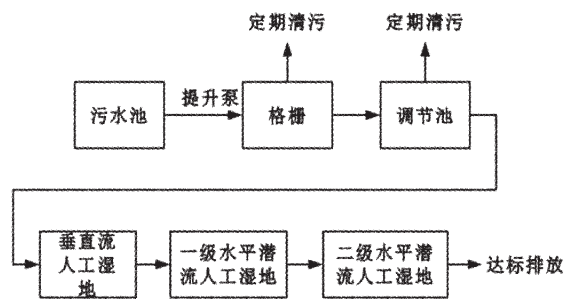 定期清污
定期清污
污水池
提升泵
格栅
调节池
垂直流
人工湿
地
一级水平潜
流人工湿地
二级水平潜
流人工湿地
达标排放